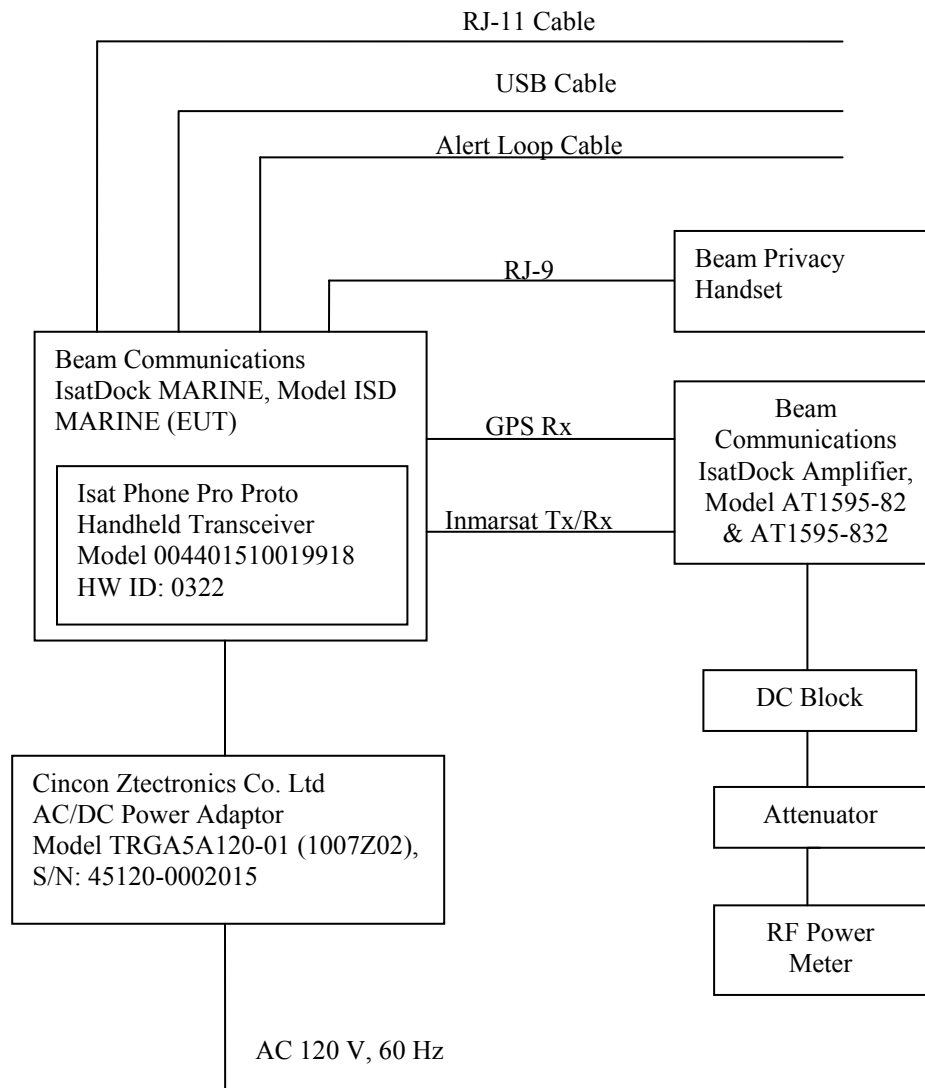 RJ-11 Cable
USB Cable
Alert Loop Cable
RJ-9
Beam Privacy
Handset
Beam Communications
IsatDock MARINE, Model ISD
MARINE (EUT)
Isat Phone Pro Proto
Handheld Transceiver
Model 004401510019918
HW ID: 0322
GPS Rx
Inmarsat Tx/Rx
Beam
Communications
IsatDock Amplifier,
Model AT1595-82
& AT1595-832
DC Block
Attenuator
RF Power
Meter
Cincon Ztectronics Co. Ltd
AC/DC Power Adaptor
Model TRGA5A120-01 (1007Z02),
S/N: 45120-0002015
AC 120 V, 60 Hz